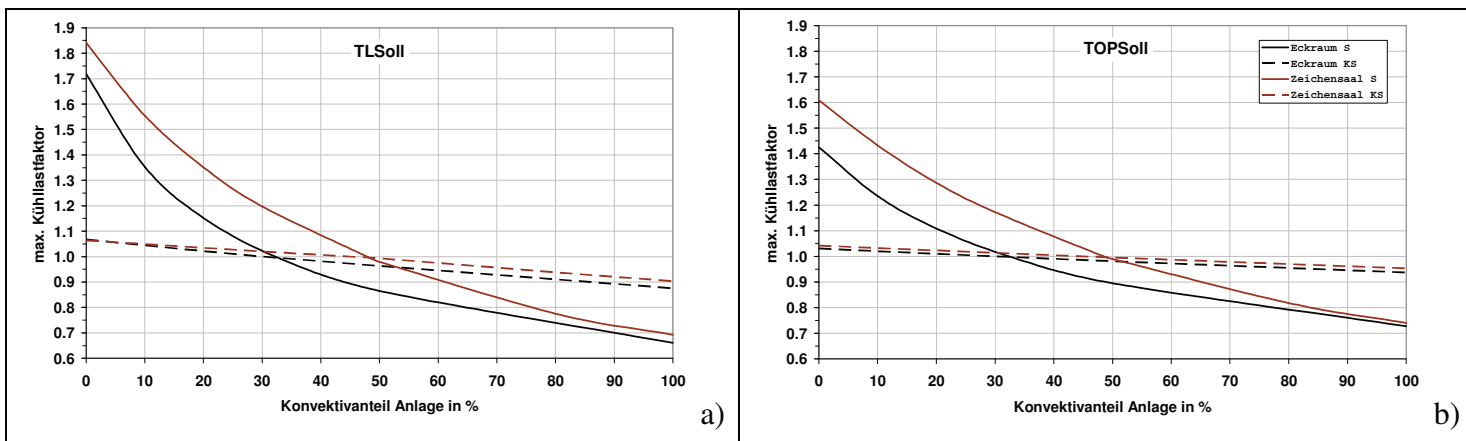 TLSoll
max. Kühllastfaktor
1.9
1.8
1.7
1.6
1.5
1.4
1.3
1.2
1.1
1.0
0.9
0.8
0.7
0.6
0 10 20 30 40 50 60 70 80 90 100
Konvektivanteil Anlage in %
a)
TOPSoll
Eckraum S
Eckraum KS
Zeichensaal S
Zeichensaal KS
max. Kühllastfaktor
1.9
1.8
1.7
1.6
1.5
1.4
1.3
1.2
1.1
1.0
0.9
0.8
0.7
0.6
0 10 20 30 40 50 60 70 80 90 100
Konvektivanteil Anlage in %
b)